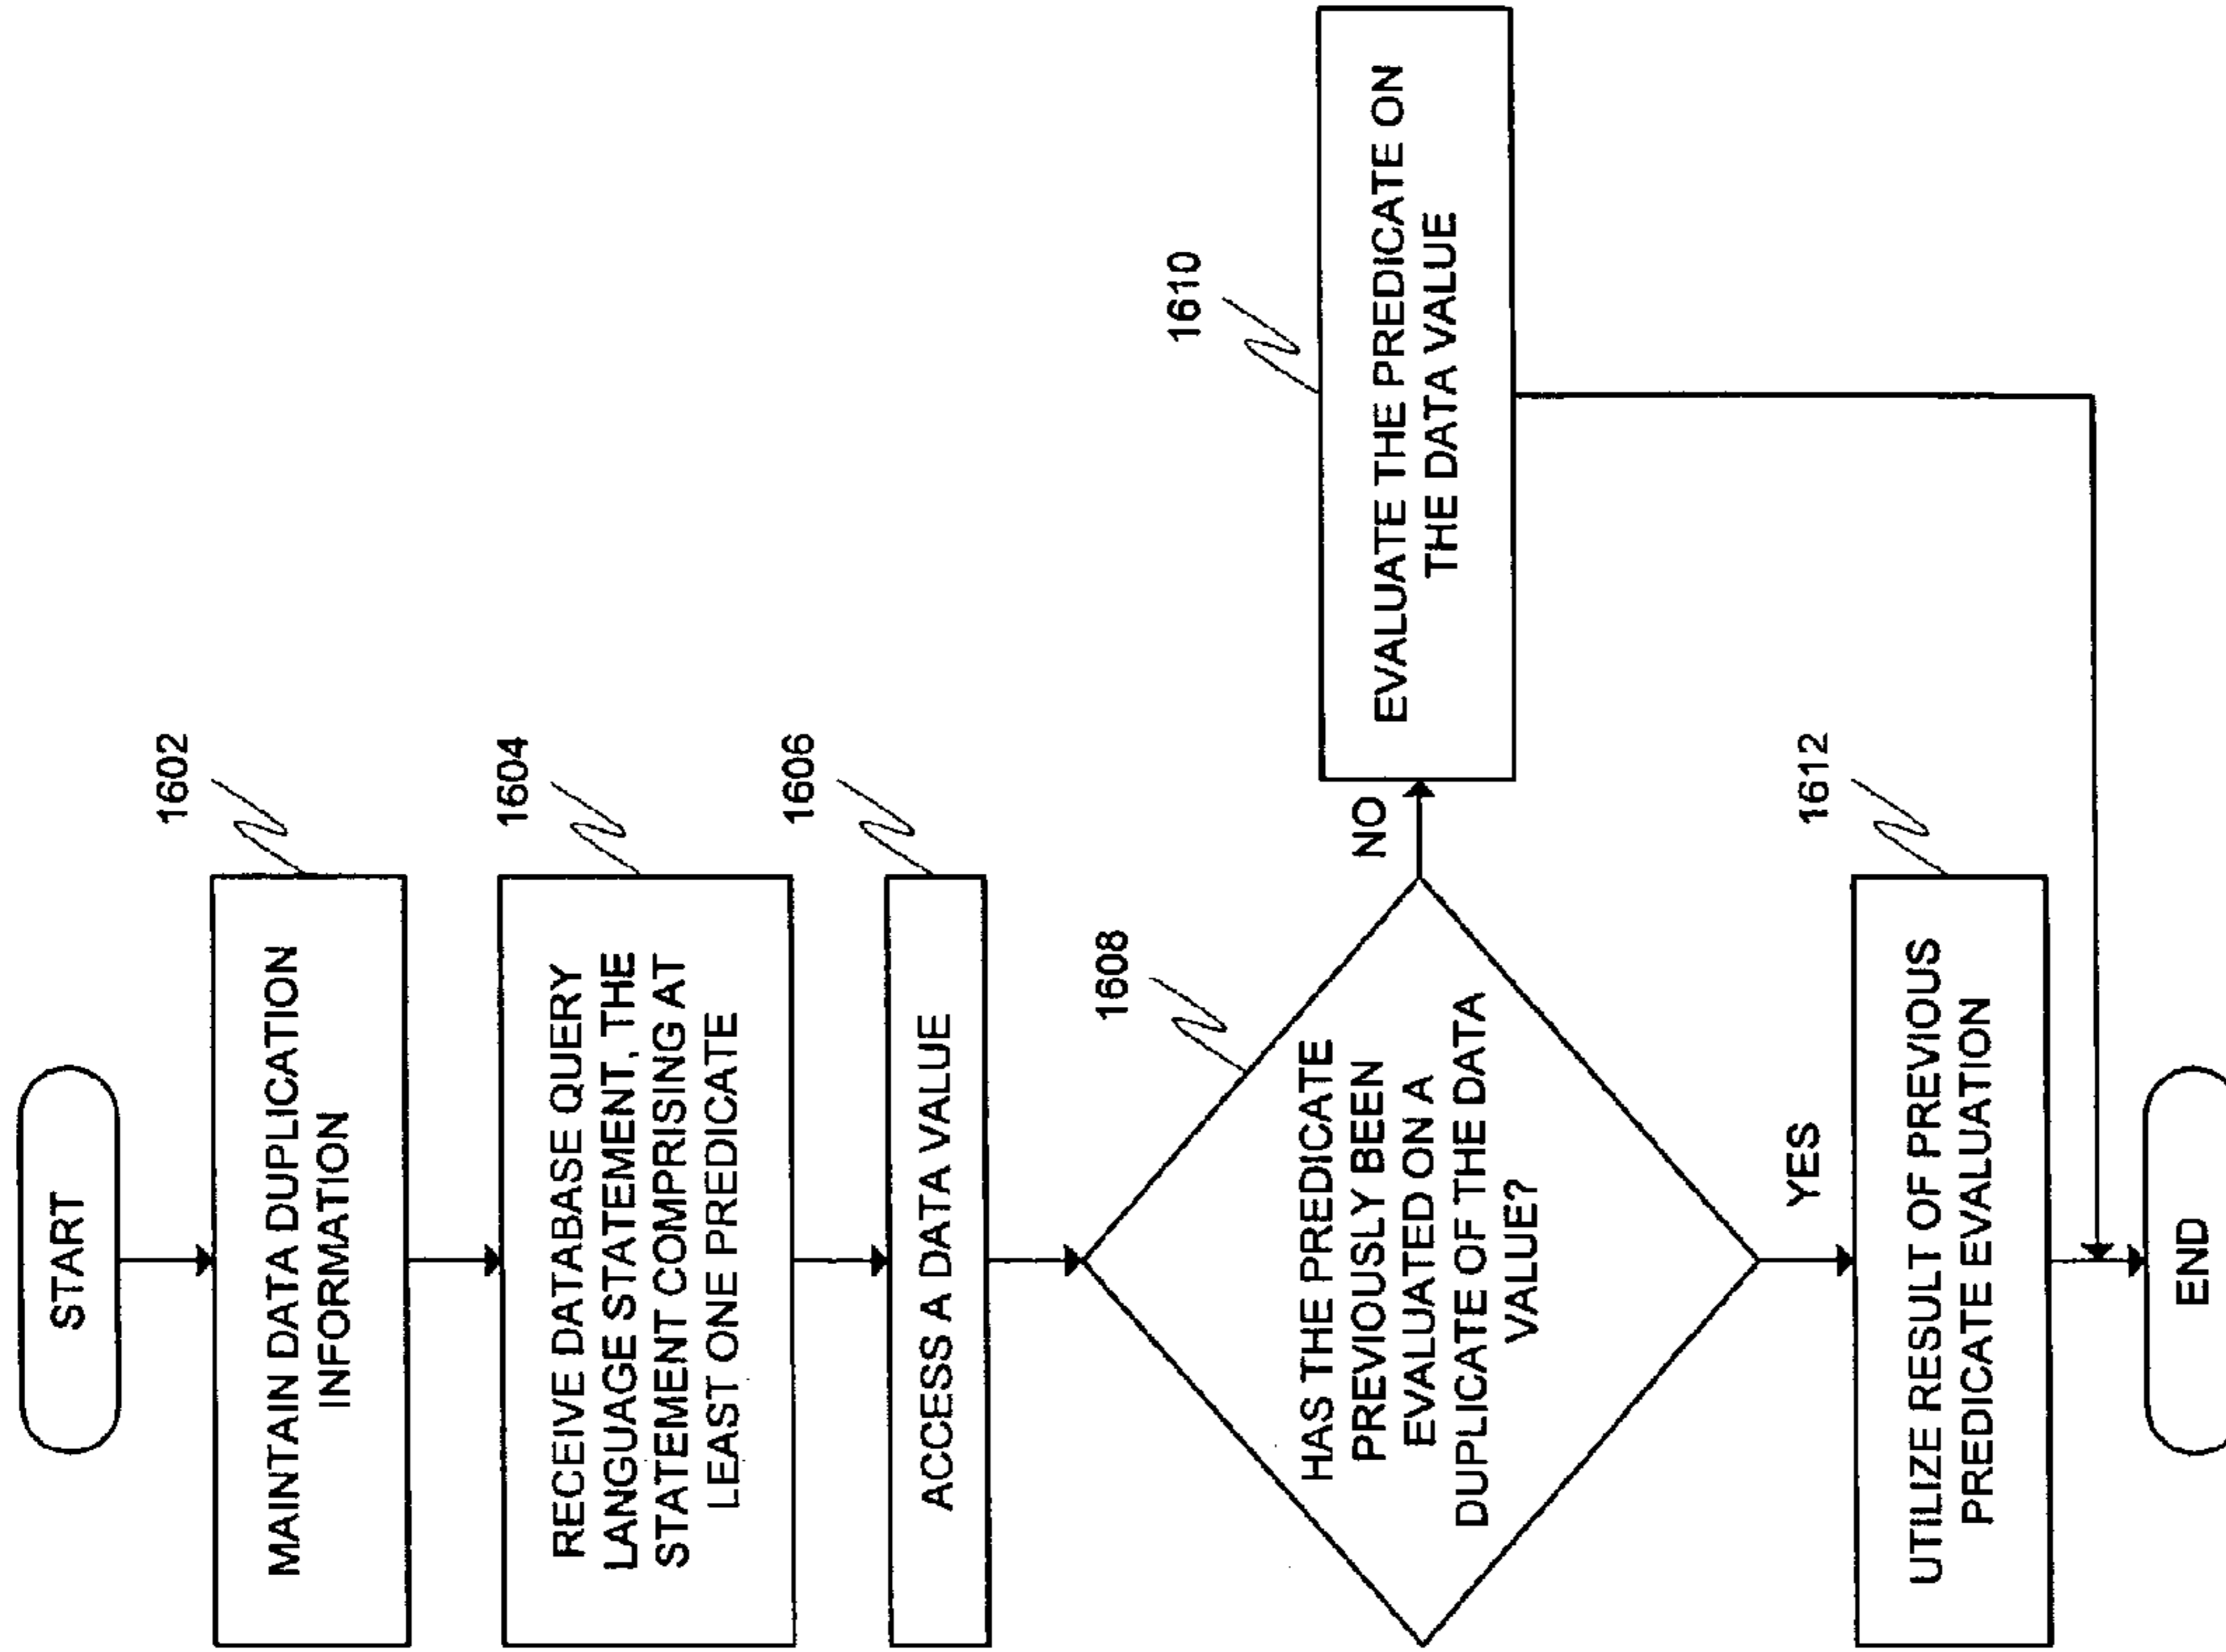 START
1602
MAINTAIN DATA DUPLICATION
INFORMATION
1604
RECEIVE DATABASE QUERY
LANGUAGE STATEMENT, THE
STATEMENT COMPRISING AT
LEAST ONE PREDICATE
1606
ACCESS A DATA VALUE
1608
HAS THE PREDICATE
PREVIOUSLY BEEN
EVALUATED ON A
DUPLICATE OF THE DATA
VALUE?
NO
1610
EVALUATE THE PREDICATE ON
THE DATA VALUE
YES
1612
UTILIZE RESULT OF PREVIOUS
PREDICATE EVALUATION
END